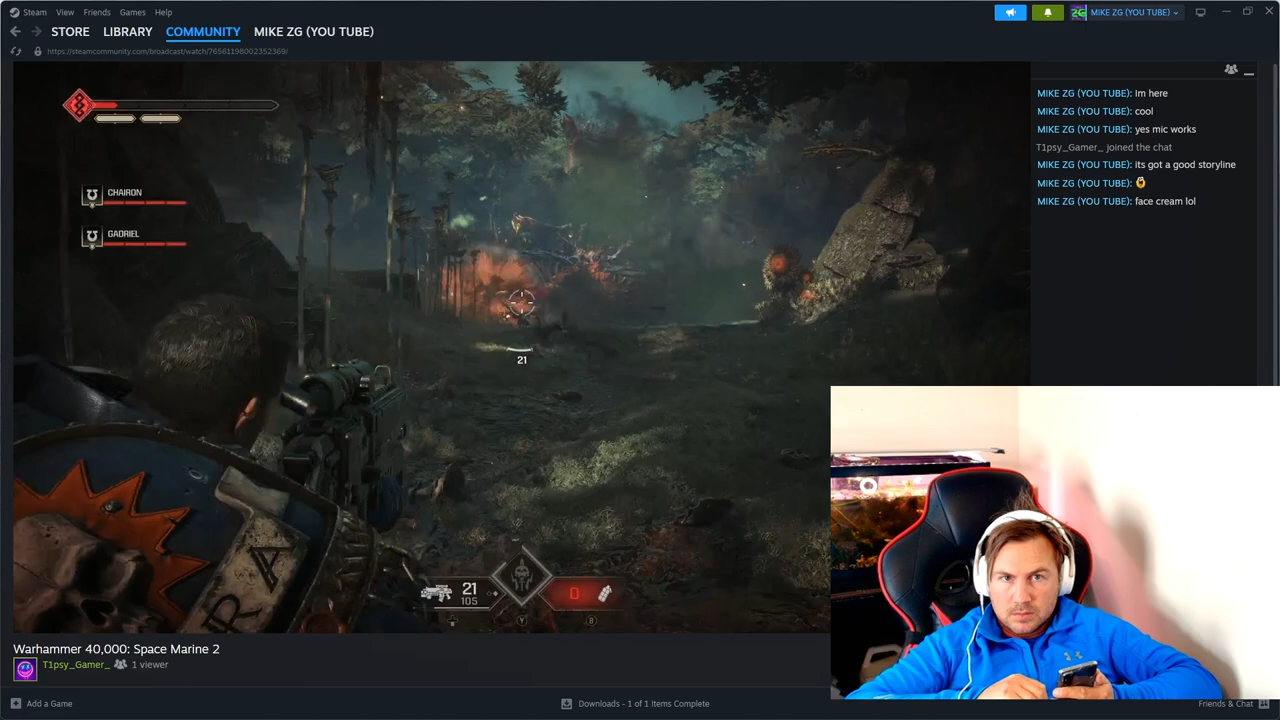 Steam View Friends Games Help
MIKE ZG (YOU TUBE)
STORE LIBRARY COMMUNITY MIKE ZG (YOU TUBE)
https://steamcommunity.com/broadcast/watch/76561198002352369/
MIKE ZG (YOU TUBE): Im here
MIKE ZG (YOU TUBE): cool
MIKE ZG (YOU TUBE): yes mic works
T1psy_Gamer_ joined the chat
MIKE ZG (YOU TUBE): its got a good storyline
MIKE ZG (YOU TUBE):
MIKE ZG (YOU TUBE): face cream lol
CHAIRON
GADRIEL
21
RA
21
105
0
Y
B
Warhammer 40,000: Space Marine 2
T1psy_Gamer_ 1 viewer
Add a Game
Downloads - 1 of 1 Items Complete
Friends & Chat